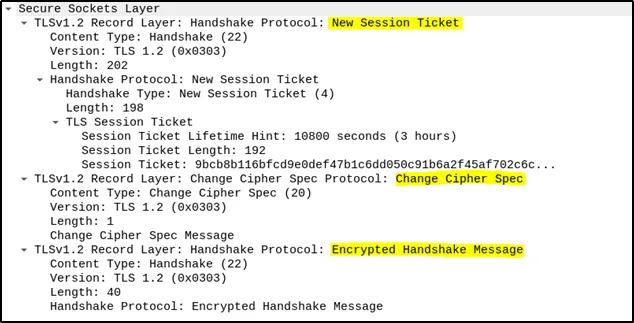 Secure Sockets Layer
TLSv1.2 Record Layer: Handshake Protocol: New Session Ticket
Content Type: Handshake (22)
Version: TLS 1.2 (0x0303)
Length: 202
Handshake Protocol: New Session Ticket
Handshake Type: New Session Ticket (4)
Length: 198
TLS Session Ticket
Session Ticket Lifetime Hint: 10800 seconds (3 hours)
Session Ticket Length: 192
Session Ticket: 9bcb8b116bfcd9e0def47b1c6dd050c91b6a2f45af702c6c...
TLSv1.2 Record Layer: Change Cipher Spec Protocol: Change Cipher Spec
Content Type: Change Cipher Spec (20)
Version: TLS 1.2 (0x0303)
Length: 1
Change Cipher Spec Message
TLSv1.2 Record Layer: Handshake Protocol: Encrypted Handshake Message
Content Type: Handshake (22)
Version: TLS 1.2 (0x0303)
Length: 40
Handshake Protocol: Encrypted Handshake Message